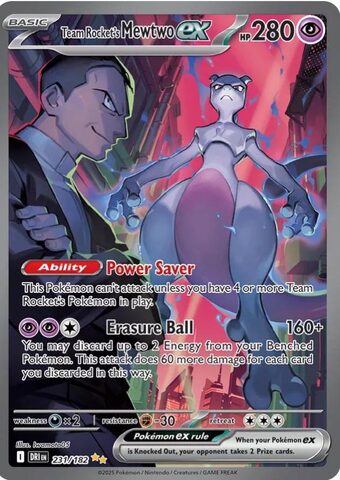 BASIC
Team Rocket's Mewtwo ex HP 280
Ability Power Saver
This Pokémon can't attack unless you have 4 or more Team
Rocket's Pokémon in play.
Erasure Ball 160+
You may discard up to 2 Energy from your Benched
Pokémon. This attack does 60 more damage for each card
you discarded in this way.
weakness ×2 resistance -30 retreat
Pokémon ex rule When your Pokémon ex
is Knocked Out, your opponent takes 2 Prize cards.
Illus. Iwamoto05
I DRI EN 231/182
©2025 Pokémon / Nintendo / Creatures / GAME FREAK